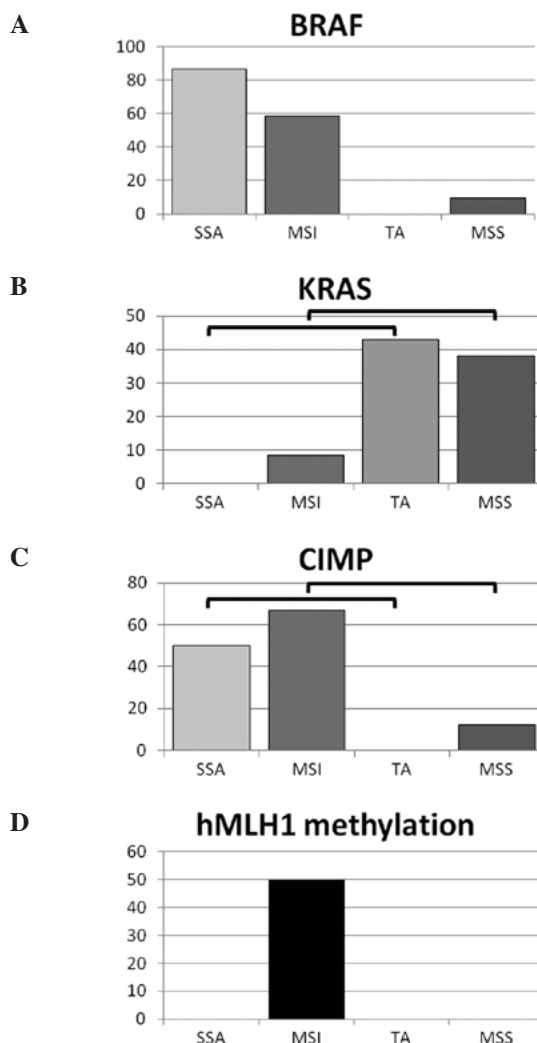 A
BRAF
100
80
60
40
20
0
SSA MSI TA MSS
B
KRAS
50
40
30
20
10
0
SSA MSI TA MSS
C
CIMP
80
60
40
20
0
SSA MSI TA MSS
D
hMLH1 methylation
60
50
40
30
20
10
0
SSA MSI TA MSS